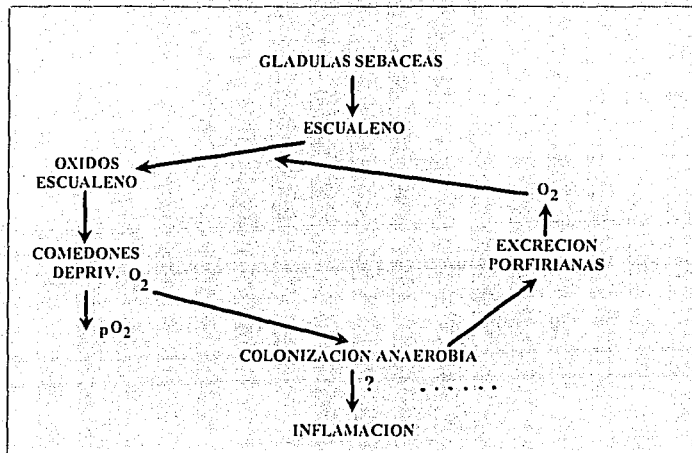 GLADULAS SEBACEAS
ESCUALENO
OXIDOS
ESCUALENO
O2
COMEDONES
DEPRIV. O2
EXCRECION
PORFIRIANAS
pO2
COLONIZACION ANAEROBIA
? . . . . . .
INFLAMACION